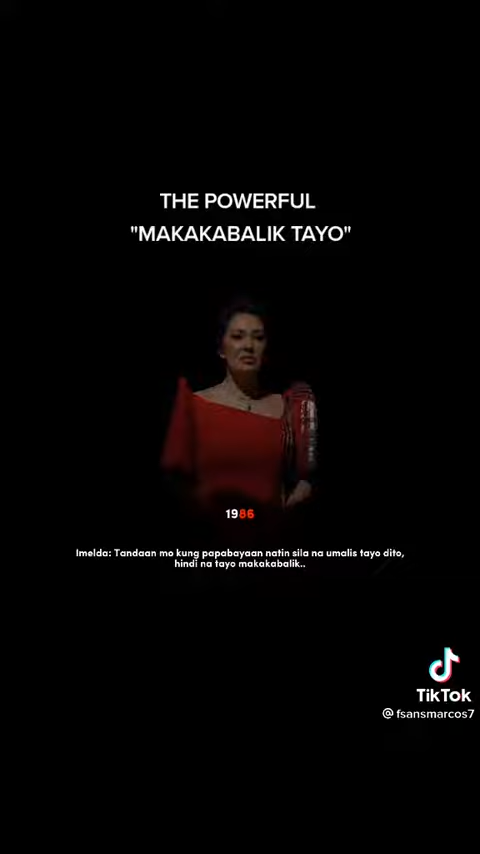 THE POWERFUL
"MAKAKABALIK TAYO"
1986
Imelda: Tandaan mo kung papabayaan natin sila na umalis tayo dito,
hindi na tayo makakabalik..
TikTok
@ fsansmarcos7